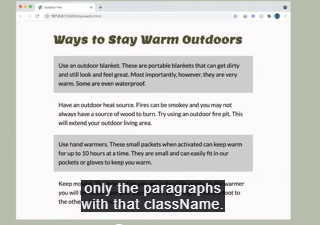 Outdoor Fire
Ways to Stay Warm Outdoors
Use an outdoor blanket. These are portable blankets that can get dirty
and still look and feel great. Most importantly, however, they are very
warm. Some are even waterproof.
Have an outdoor heat source. Fires can be smokey and you may not
always have a source of wood to burn. Try using an outdoor fire pit. This
will extend your outdoor living area.
Use hand warmers. These small packets when activated can keep warm
for up to 10 hours at a time. They are small and can easily fit in your
pockets or gloves to keep you warm.
Keep mo
warmer
you will b
oot to
the othe
only the paragraphs
with that className.